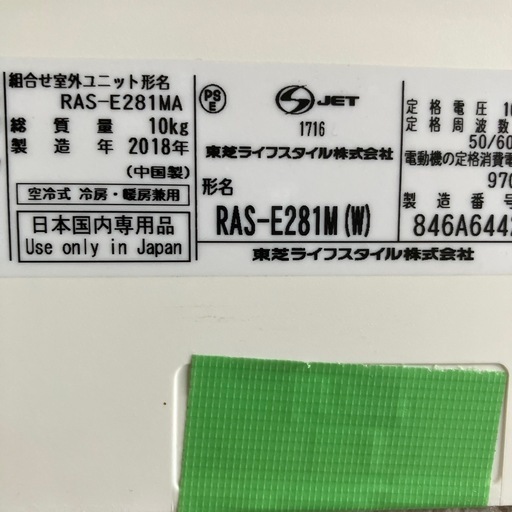 組合せ室外ユニット形名
RAS-E281MA
総質量 10kg
製造年 2018年
(中国製)
空冷式 冷房・暖房兼用
日本国内専用品
Use only in Japan
PS
E
JET
1716
東芝ライフスタイル株式会社
形名
RAS-E281M(W)
定格電圧 10
定格周波数
50/60
電動機の定格消費電
970
製造番号
846A6442
東芝ライフスタイル株式会社